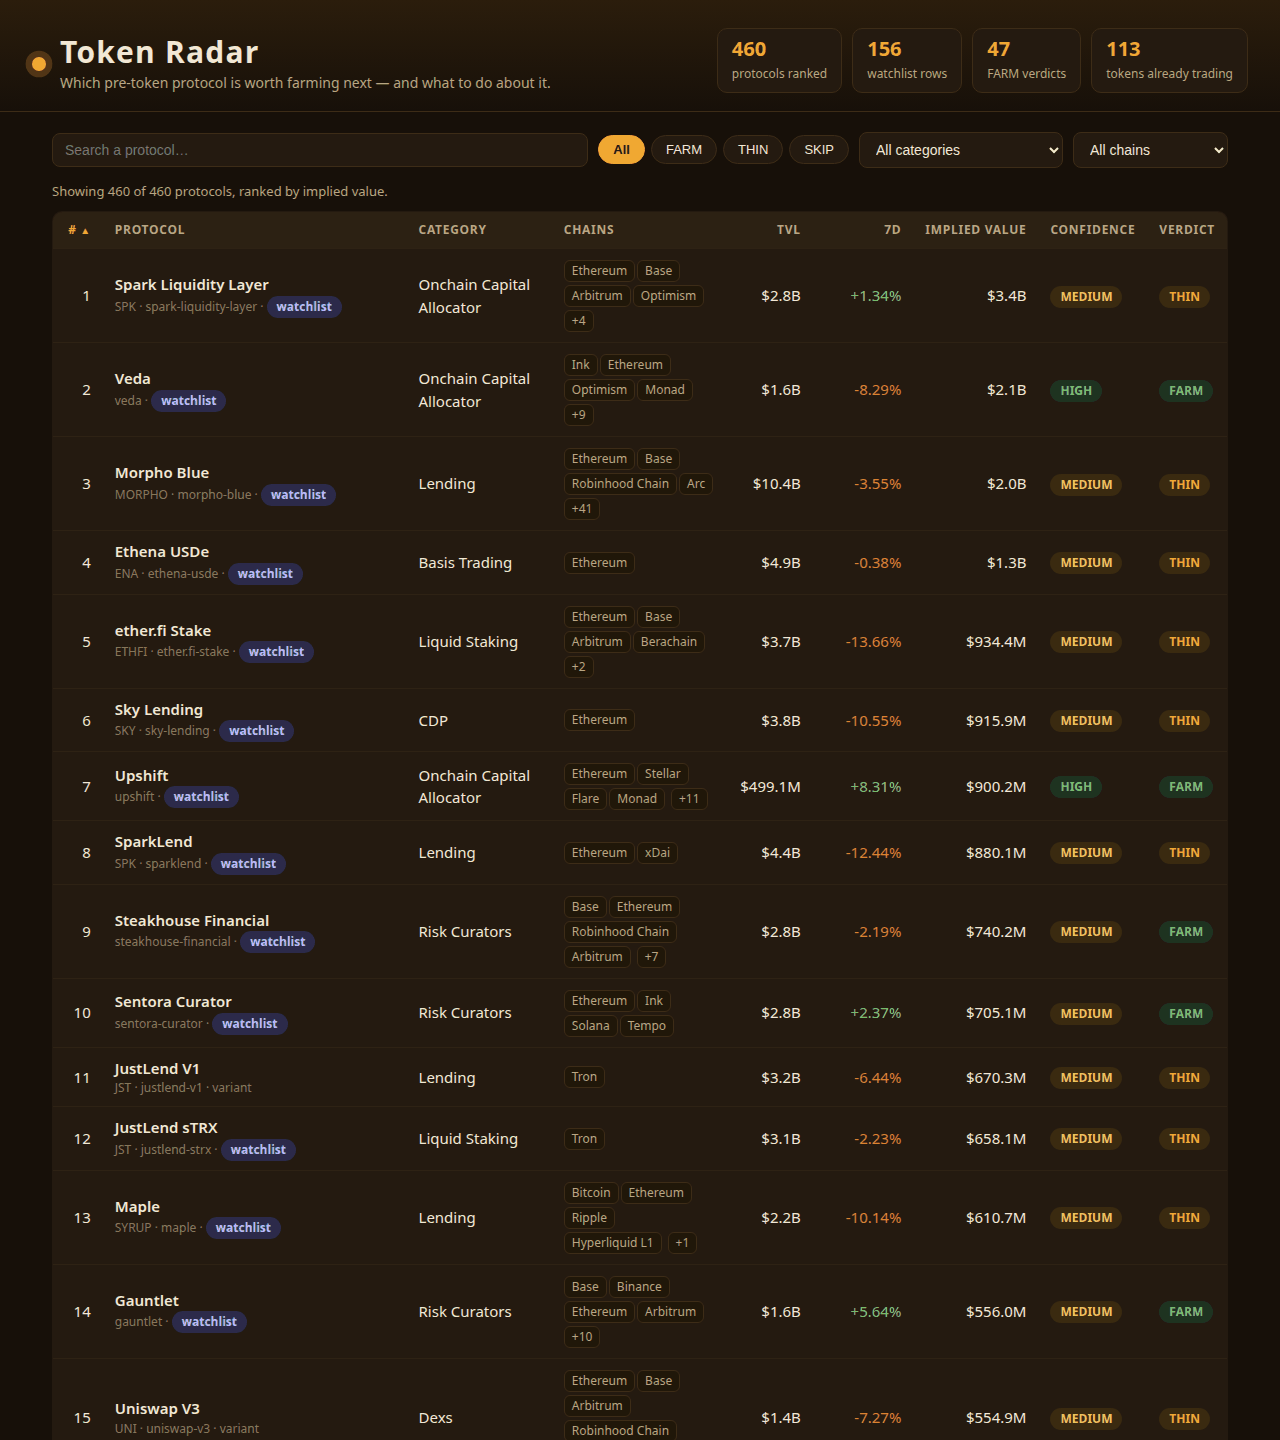 Token Radar
Which pre-token protocol is worth farming next — and what to do about it.
460
protocols ranked
156
watchlist rows
47
FARM verdicts
113
tokens already trading
Search a protocol…
All
FARM
THIN
SKIP
All categories
All chains
Showing 460 of 460 protocols, ranked by implied value.
# ▲ PROTOCOL CATEGORY CHAINS TVL 7D IMPLIED VALUE CONFIDENCE VERDICT
1
Spark Liquidity Layer
SPK · spark-liquidity-layer · watchlist
Onchain Capital
Allocator
Ethereum Base
Arbitrum Optimism
+4
$2.8B +1.34% $3.4B MEDIUM THIN
2
Veda
veda · watchlist
Onchain Capital
Allocator
Ink Ethereum
Optimism Monad
+9
$1.6B -8.29% $2.1B HIGH FARM
3
Morpho Blue
MORPHO · morpho-blue · watchlist
Lending
Ethereum Base
Robinhood Chain Arc
+41
$10.4B -3.55% $2.0B MEDIUM THIN
4
Ethena USDe
ENA · ethena-usde · watchlist
Basis Trading
Ethereum
$4.9B -0.38% $1.3B MEDIUM THIN
5
ether.fi Stake
ETHFI · ether.fi-stake · watchlist
Liquid Staking
Ethereum Base
Arbitrum Berachain
+2
$3.7B -13.66% $934.4M MEDIUM THIN
6
Sky Lending
SKY · sky-lending · watchlist
CDP
Ethereum
$3.8B -10.55% $915.9M MEDIUM THIN
7
Upshift
upshift · watchlist
Onchain Capital
Allocator
Ethereum Stellar
Flare Monad +11
$499.1M +8.31% $900.2M HIGH FARM
8
SparkLend
SPK · sparklend · watchlist
Lending
Ethereum xDai
$4.4B -12.44% $880.1M MEDIUM THIN
9
Steakhouse Financial
steakhouse-financial · watchlist
Risk Curators
Base Ethereum
Robinhood Chain
Arbitrum +7
$2.8B -2.19% $740.2M MEDIUM FARM
10
Sentora Curator
sentora-curator · watchlist
Risk Curators
Ethereum Ink
Solana Tempo
$2.8B +2.37% $705.1M MEDIUM FARM
11
JustLend V1
JST · justlend-v1 · variant
Lending
Tron
$3.2B -6.44% $670.3M MEDIUM THIN
12
JustLend sTRX
JST · justlend-strx · watchlist
Liquid Staking
Tron
$3.1B -2.23% $658.1M MEDIUM THIN
13
Maple
SYRUP · maple · watchlist
Lending
Bitcoin Ethereum
Ripple
Hyperliquid L1 +1
$2.2B -10.14% $610.7M MEDIUM THIN
14
Gauntlet
gauntlet · watchlist
Risk Curators
Base Binance
Ethereum Arbitrum
+10
$1.6B +5.64% $556.0M MEDIUM FARM
15
Uniswap V3
UNI · uniswap-v3 · variant
Dexs
Ethereum Base
Arbitrum
Robinhood Chain
$1.4B -7.27% $554.9M MEDIUM THIN